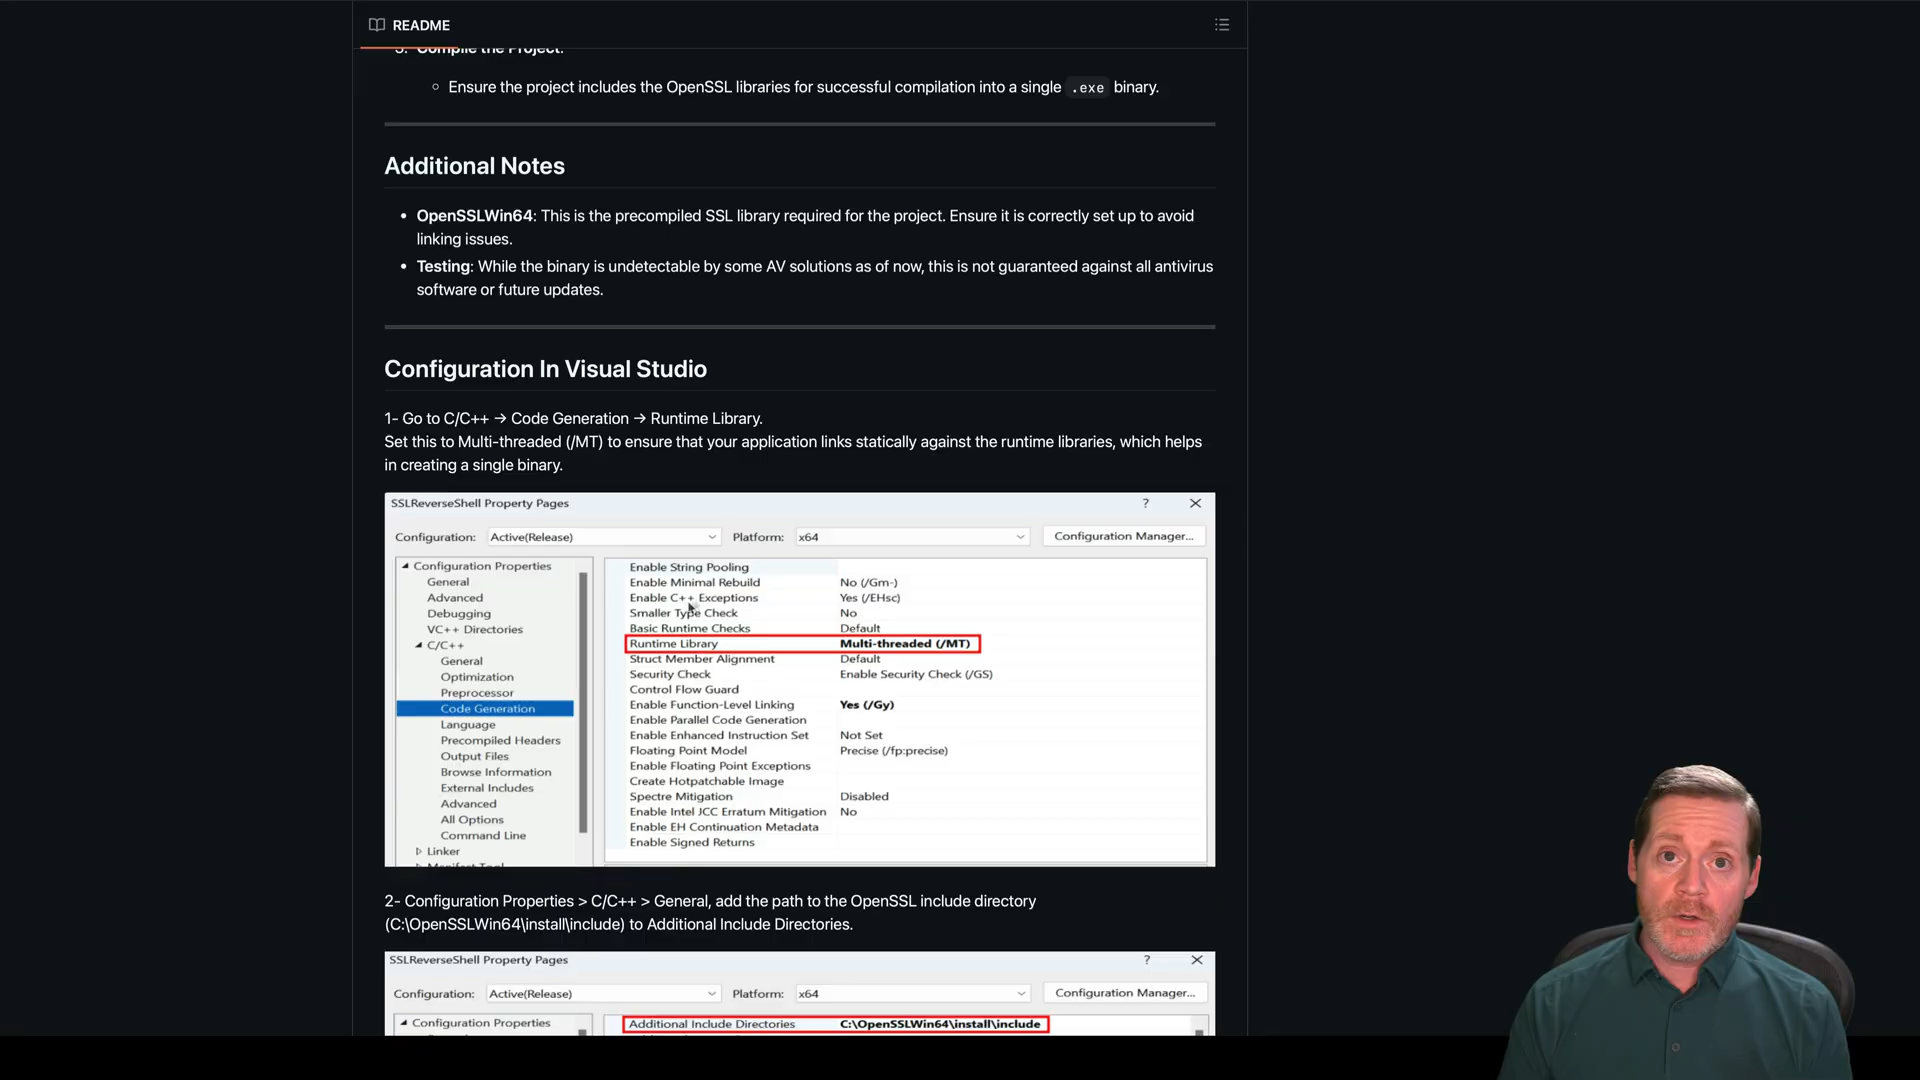 README
3. Compile the Project:
Ensure the project includes the OpenSSL libraries for successful compilation into a single .exe binary.
Additional Notes
OpenSSLWin64: This is the precompiled SSL library required for the project. Ensure it is correctly set up to avoid
linking issues.
Testing: While the binary is undetectable by some AV solutions as of now, this is not guaranteed against all antivirus
software or future updates.
Configuration In Visual Studio
1- Go to C/C++ → Code Generation → Runtime Library.
Set this to Multi-threaded (/MT) to ensure that your application links statically against the runtime libraries, which helps
in creating a single binary.
SSLReverseShell Property Pages ?
Configuration: Active(Release) Platform: x64 Configuration Manager...
Configuration Properties
General
Advanced
Debugging
VC++ Directories
C/C++
General
Optimization
Preprocessor
Code Generation
Language
Precompiled Headers
Output Files
Browse Information
External Includes
Advanced
All Options
Command Line
Linker
Manifest Tool
Enable String Pooling
Enable Minimal Rebuild No (/Gm-)
Enable C++ Exceptions Yes (/EHsc)
Smaller Type Check No
Basic Runtime Checks Default
Runtime Library Multi-threaded (/MT)
Struct Member Alignment Default
Security Check Enable Security Check (/GS)
Control Flow Guard
Enable Function-Level Linking Yes (/Gy)
Enable Parallel Code Generation
Enable Enhanced Instruction Set Not Set
Floating Point Model Precise (/fp:precise)
Enable Floating Point Exceptions
Create Hotpatchable Image
Spectre Mitigation Disabled
Enable Intel JCC Erratum Mitigation No
Enable EH Continuation Metadata
Enable Signed Returns
2- Configuration Properties > C/C++ > General, add the path to the OpenSSL include directory
(C:\OpenSSLWin64\install\include) to Additional Include Directories.
SSLReverseShell Property Pages ?
Configuration: Active(Release) Platform: x64 Configuration Manager...
Configuration Properties
Additional Include Directories C:\OpenSSLWin64\install\include